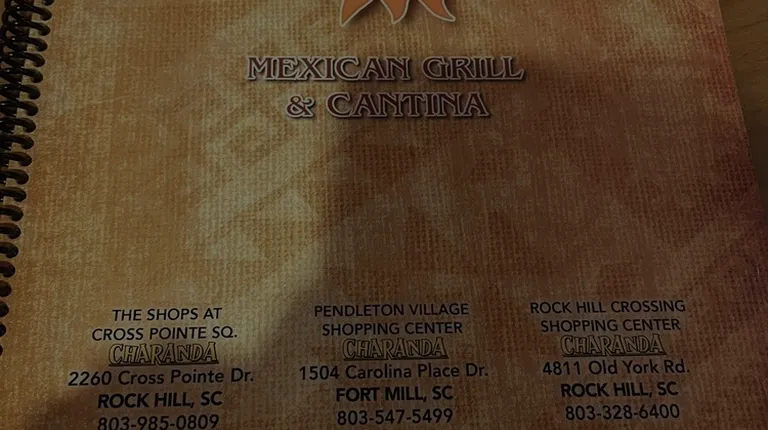 MEXICAN GRILL
& CANTINA
THE SHOPS AT
CROSS POINTE SQ.
CHARANDA
2260 Cross Pointe Dr.
ROCK HILL, SC
803-985-0809
PENDLETON VILLAGE
SHOPPING CENTER
CHARANDA
1504 Carolina Place Dr.
FORT MILL, SC
803-547-5499
ROCK HILL CROSSING
SHOPPING CENTER
CHARANDA
4811 Old York Rd.
ROCK HILL, SC
803-328-6400